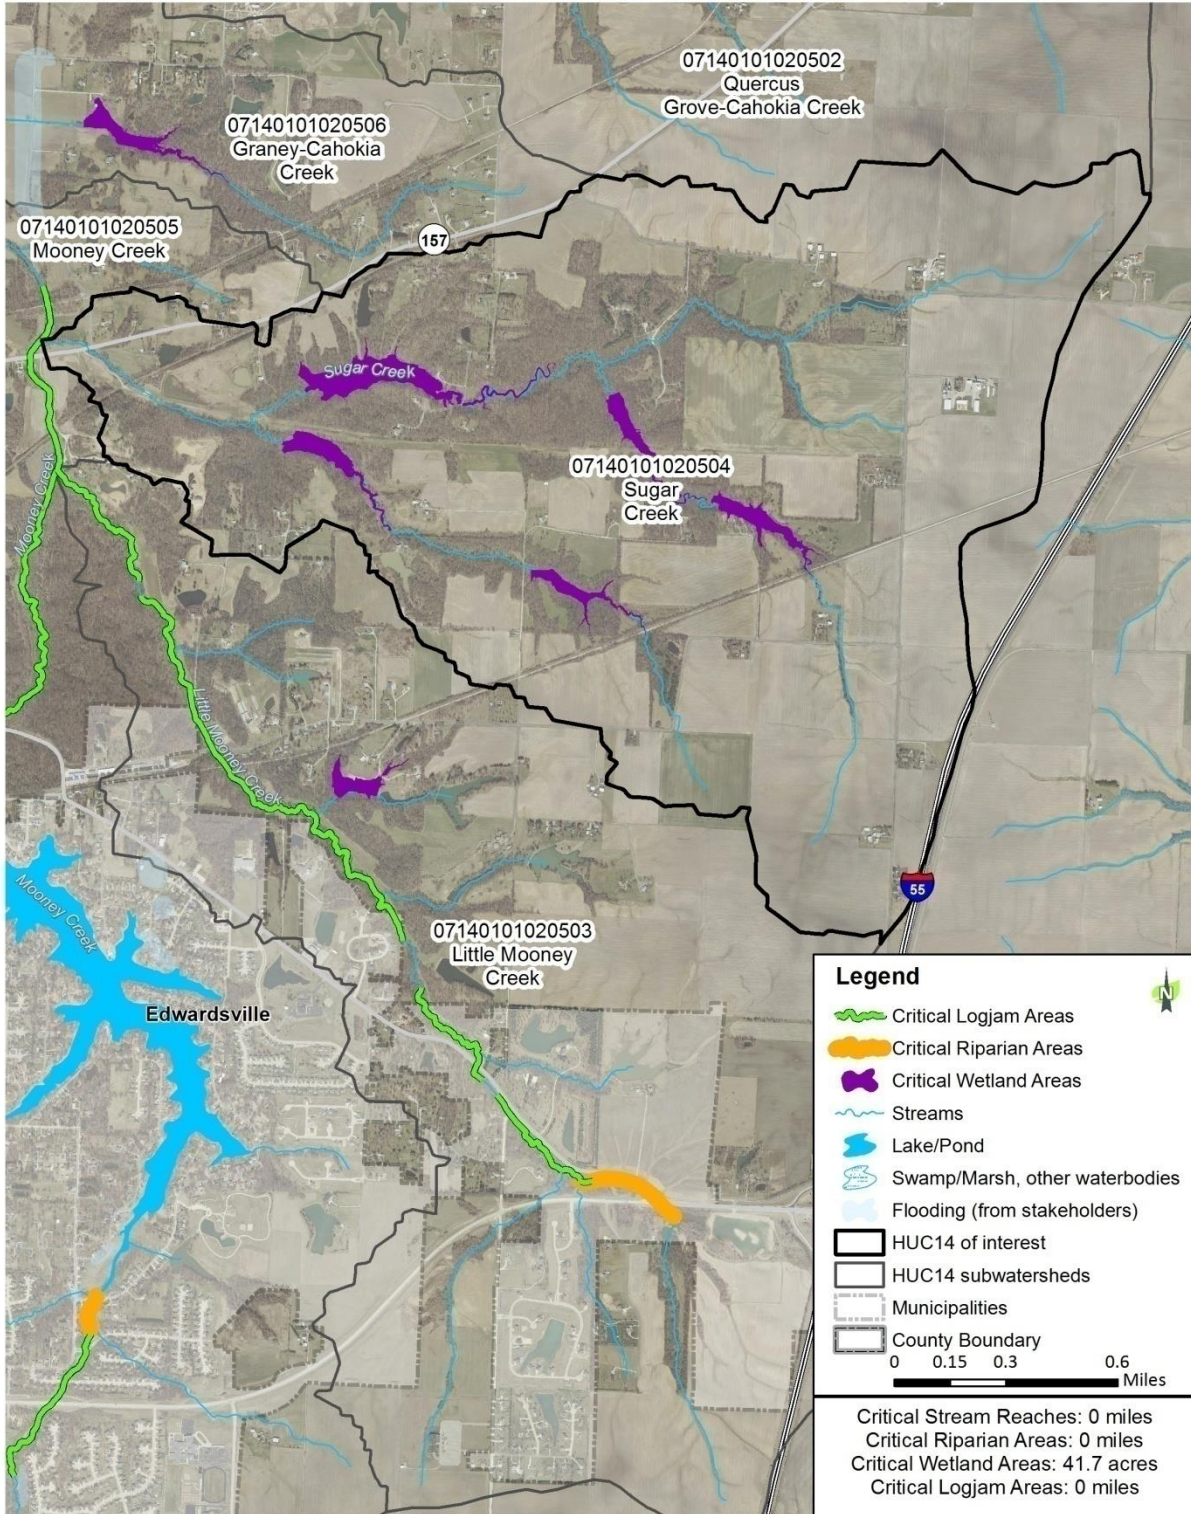 07140101020502
Quercus
Grove-Cahokia Creek
07140101020506
Graney-Cahokia
Creek
07140101020505
Mooney Creek
157
Sugar Creek
07140101020504
Sugar
Creek
Mooney Creek
Little Mooney Creek
Mooney Creek
55
07140101020503
Little Mooney
Creek
Edwardsville
Legend
N
Critical Logjam Areas
Critical Riparian Areas
Critical Wetland Areas
Streams
Lake/Pond
Swamp/Marsh, other waterbodies
Flooding (from stakeholders)
HUC14 of interest
HUC14 subwatersheds
Municipalities
County Boundary
0 0.15 0.3 0.6
Miles
Critical Stream Reaches: 0 miles
Critical Riparian Areas: 0 miles
Critical Wetland Areas: 41.7 acres
Critical Logjam Areas: 0 miles